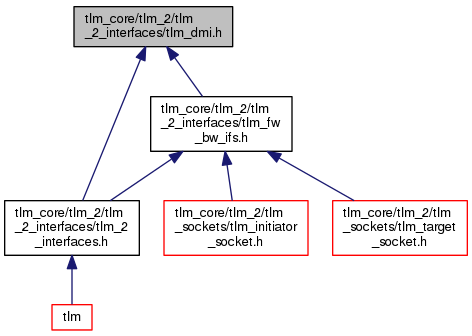 tlm_core/tlm_2/tlm
_2_interfaces/tlm_dmi.h
tlm_core/tlm_2/tlm
_2_interfaces/tlm_fw
_bw_ifs.h
tlm_core/tlm_2/tlm
_2_interfaces/tlm_2
_interfaces.h
tlm_core/tlm_2/tlm
_sockets/tlm_initiator
_socket.h
tlm_core/tlm_2/tlm
_sockets/tlm_target
_socket.h
tlm